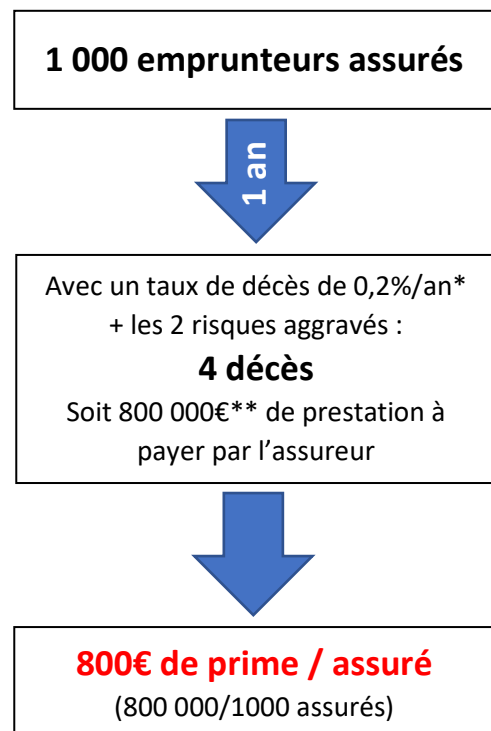 1 000 emprunteurs assurés
1 an
Avec un taux de décès de 0,2%/an*
+ les 2 risques aggravés :
4 décès
Soit 800 000€** de prestation à
payer par l’assureur
800€ de prime / assuré
(800 000/1000 assurés)